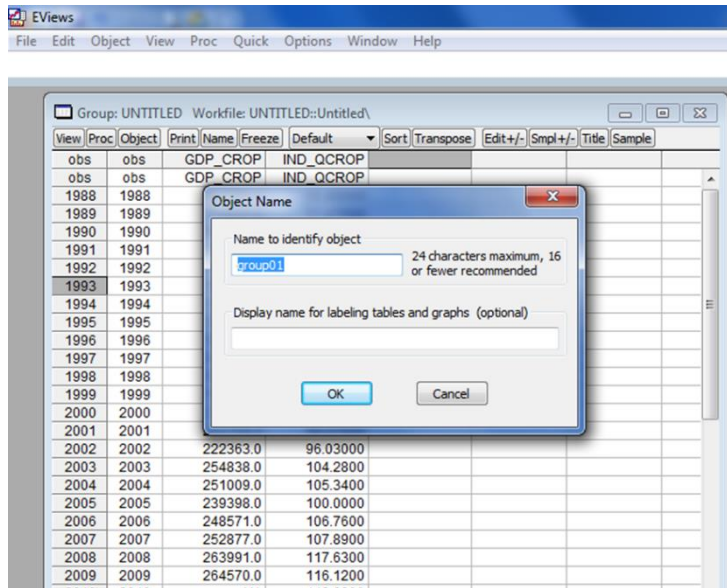 EViews
File Edit Object View Proc Quick Options Window Help
Group: UNTITLED Workfile: UNTITLED::Untitled\
View Proc Object Print Name Freeze Default Sort Transpose Edit+/- Smpl+/- Title Sample
obs obs GDP_CROP IND_QCROP
obs obs GDP_CROP IND_QCROP
1988 1988
1989 1989
1990 1990
1991 1991
1992 1992
1993 1993
1994 1994
1995 1995
1996 1996
1997 1997
1998 1998
1999 1999
2000 2000
2001 2001
2002 2002 222363.0 96.03000
2003 2003 254838.0 104.2800
2004 2004 251009.0 105.3400
2005 2005 239398.0 100.0000
2006 2006 248571.0 106.7600
2007 2007 252877.0 107.8900
2008 2008 263991.0 117.6300
2009 2009 264570.0 116.1200
Object Name
Name to identify object
group01
24 characters maximum, 16
or fewer recommended
Display name for labeling tables and graphs (optional)
OK Cancel